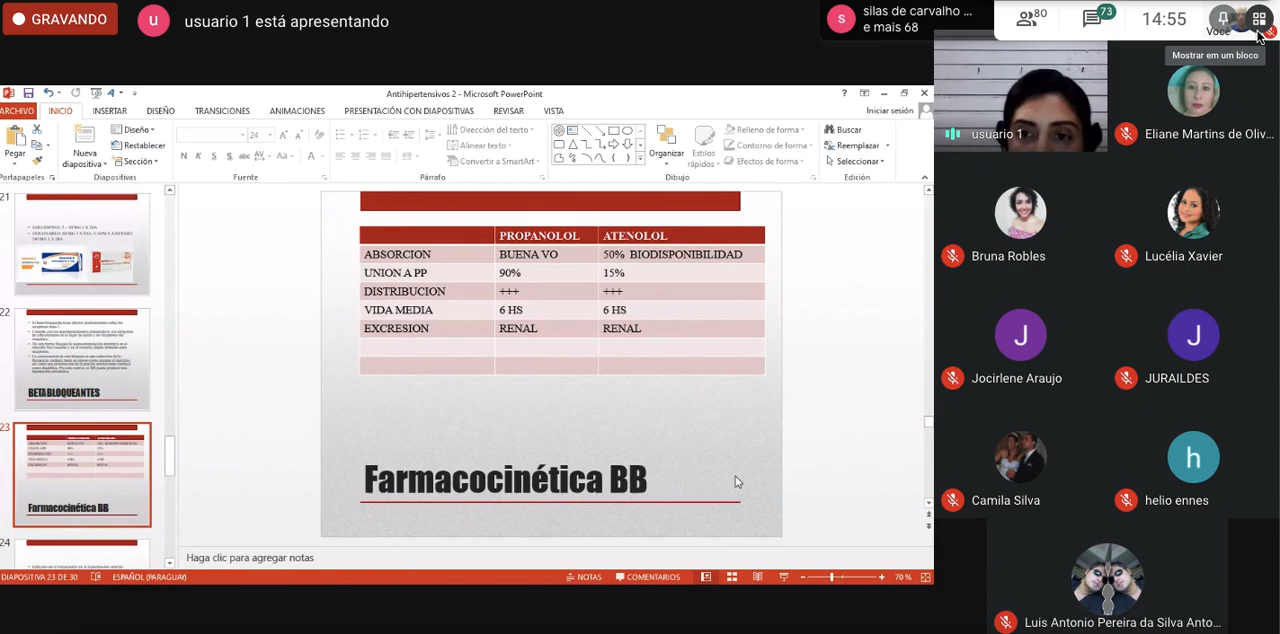 GRAVANDO
u
usuario 1 está apresentando
s
silas de carvalho ...
e mais 68
80
73
14:55
Você
Mostrar em um bloco
Antihipertensivos 2 - Microsoft PowerPoint
ARCHIVO INICIO INSERTAR DISEÑO TRANSICIONES ANIMACIONES PRESENTACIÓN CON DIAPOSITIVAS REVISAR VISTA
Iniciar sesión
Pegar
Nueva
diapositiva
Diseño
Restablecer
Sección
24
N K S S abc AV Aa A
Dirección del texto
Alinear texto
Convertir a SmartArt
Organizar
Estilos
rápidos
Relleno de forma
Contorno de forma
Efectos de forma
Buscar
Reemplazar
Seleccionar
Portapapeles
Diapositivas
Fuente
Párrafo
Dibujo
Edición
21
22
BETABLOQUEANTES
23
Farmacocinética BB
24
PROPANOLOL ATENOLOL
ABSORCION BUENA VO 50% BIODISPONIBILIDAD
UNION A PP 90% 15%
DISTRIBUCION +++ +++
VIDA MEDIA 6 HS 6 HS
EXCRESION RENAL RENAL
Farmacocinética BB
Haga clic para agregar notas
DIAPOSITIVA 23 DE 30 ESPAÑOL (PARAGUAY) NOTAS COMENTARIOS 70 %
usuario 1
Eliane Martins de Oliv...
Bruna Robles
Lucélia Xavier
J
Jocirlene Araujo
J
JURAILDES
Camila Silva
h
helio ennes
Luis Antonio Pereira da Silva Anto...